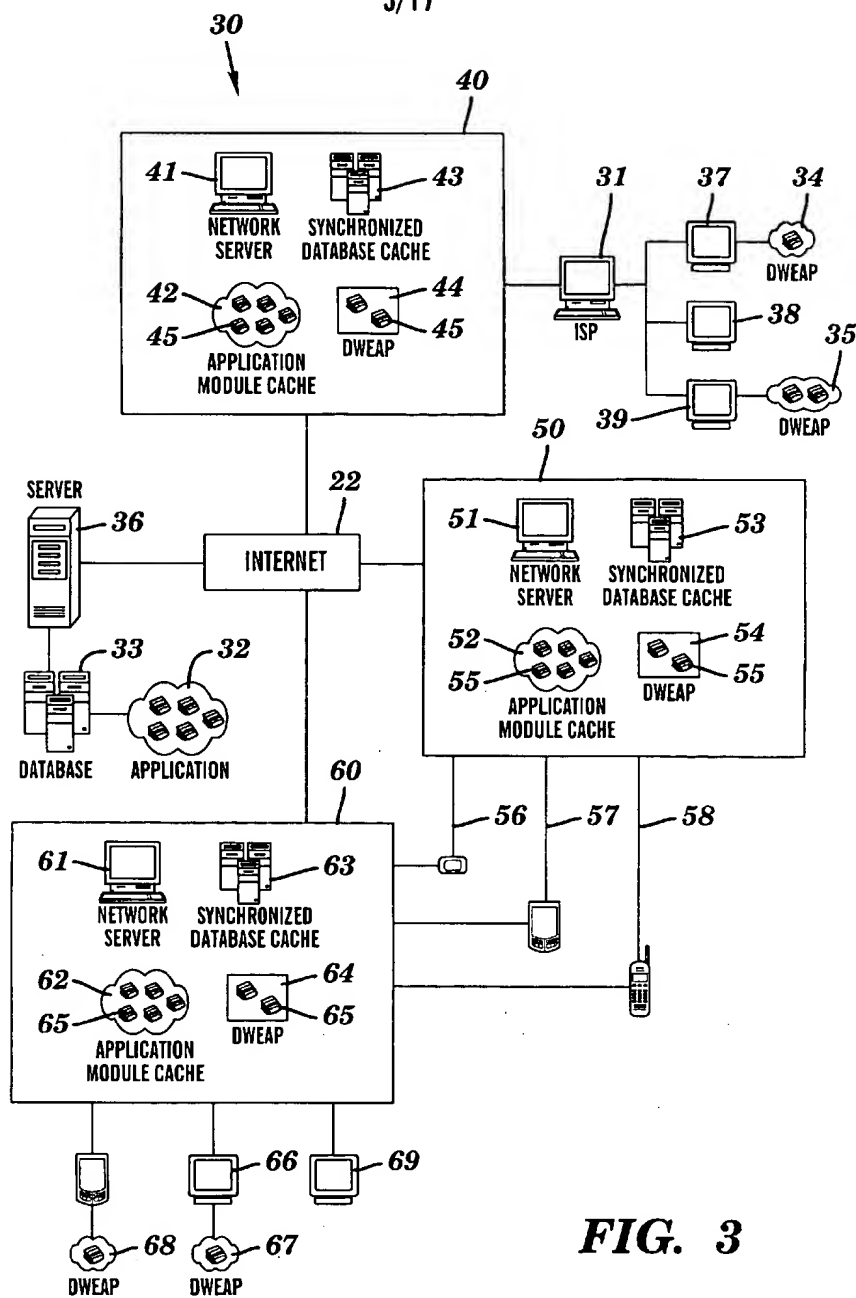 3/17
30
40
41
43
NETWORK
SERVER
SYNCHRONIZED
DATABASE CACHE
42
45
44
45
APPLICATION
MODULE CACHE
DWEAP
31
ISP
37
34
DWEAP
38
35
39
DWEAP
SERVER
36
22
INTERNET
50
51
53
NETWORK
SERVER
SYNCHRONIZED
DATABASE CACHE
52
55
54
55
APPLICATION
MODULE CACHE
DWEAP
33
32
DATABASE
APPLICATION
56
57
58
60
61
63
NETWORK
SERVER
SYNCHRONIZED
DATABASE CACHE
62
65
64
65
APPLICATION
MODULE CACHE
DWEAP
66
69
68
67
DWEAP
DWEAP
FIG. 3